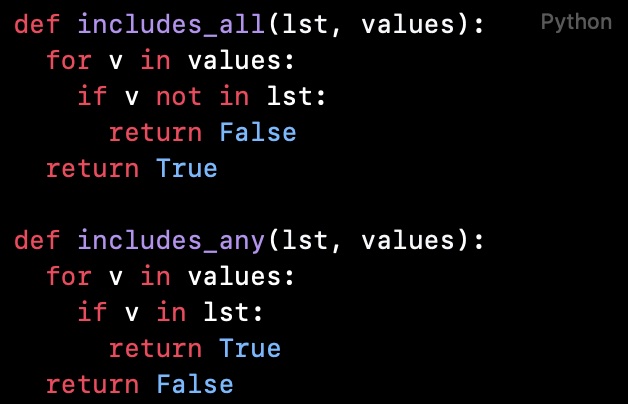 Python
def includes_all(lst, values):
  for v in values:
    if v not in lst:
      return False
  return True

def includes_any(lst, values):
  for v in values:
    if v in lst:
      return True
  return False